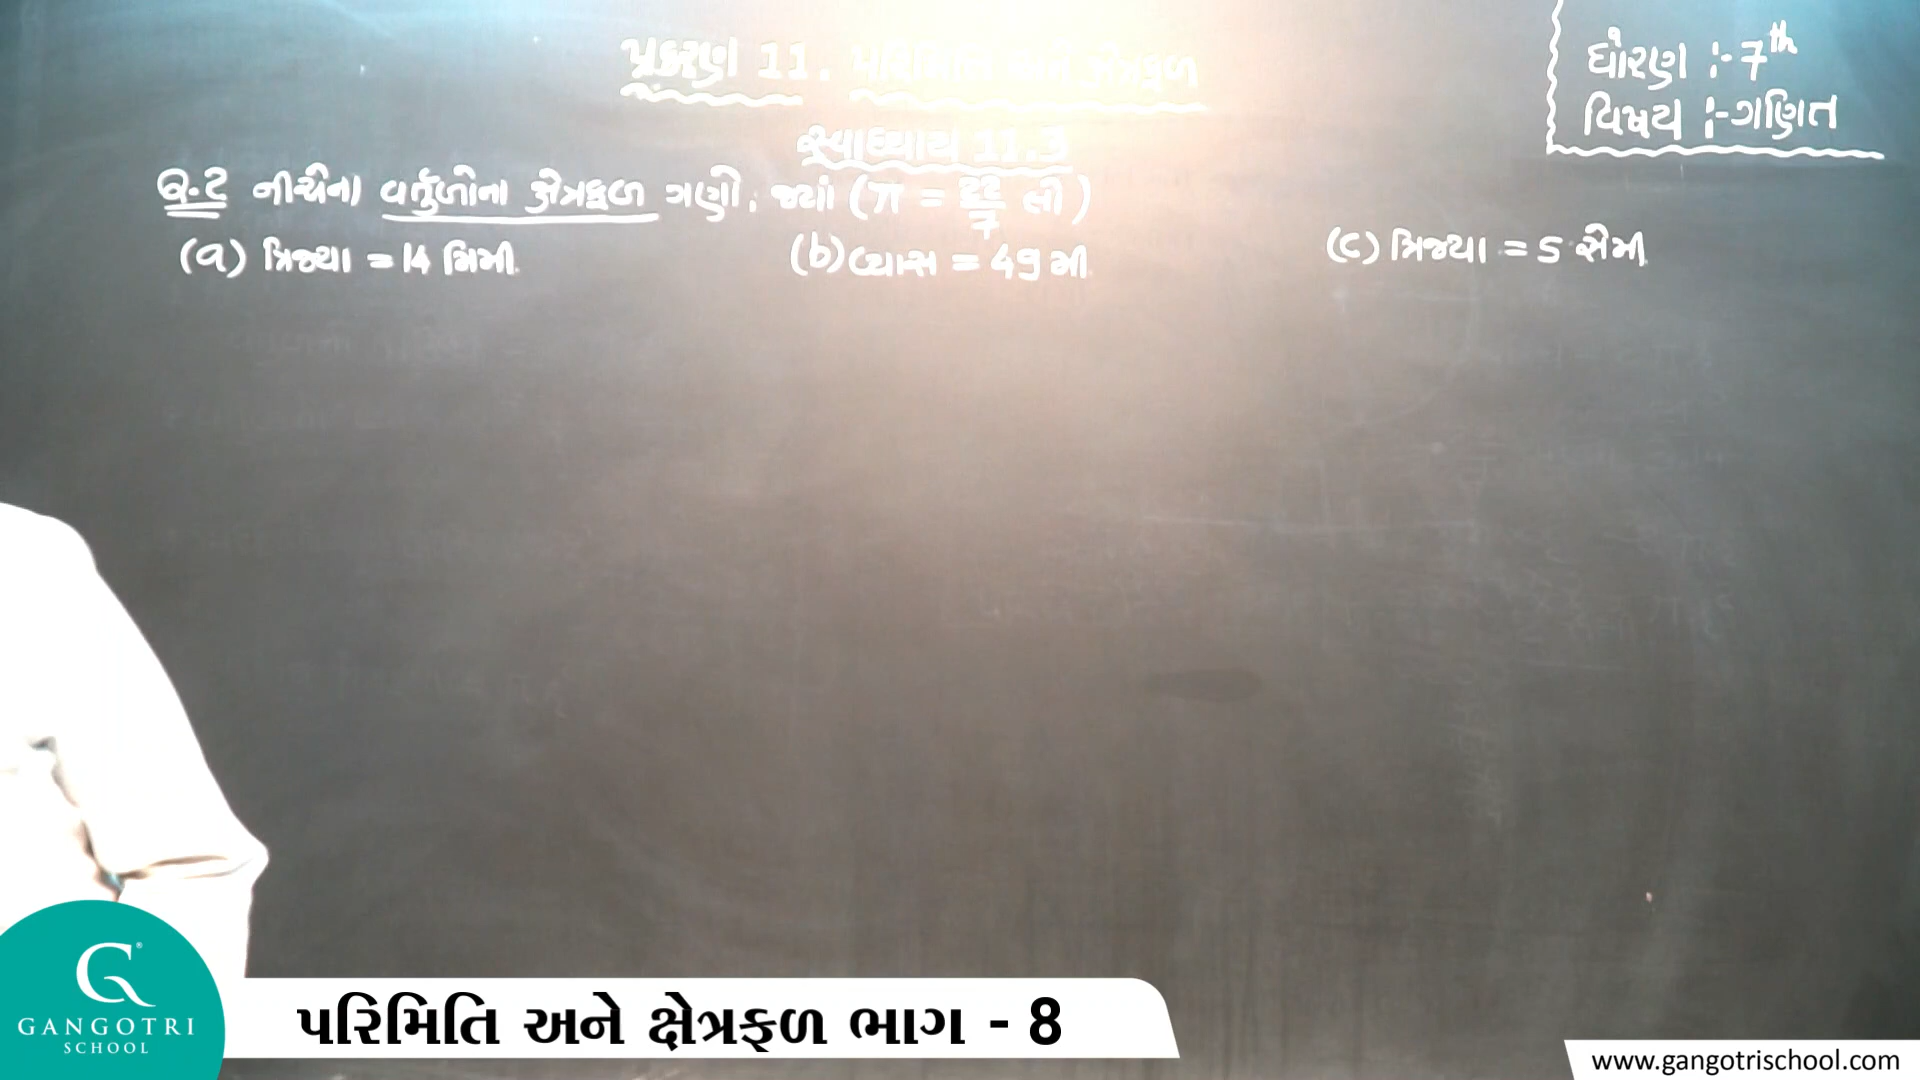 પ્રકરણ 11. પરિમિતિ અને ક્ષેત્રફળ
ધોરણ :- 7th
વિષય :- ગણિત
સ્વાધ્યાય 11.3
Q.2 નીચેના વર્તુળોના ક્ષેત્રફળ ગણો; જ્યાં (π = 22/7 લો)
(a) ત્રિજ્યા = 14 મિમી.
(b) વ્યાસ = 49 મી.
(c) ત્રિજ્યા = 5 સેમી.
GANGOTRI
SCHOOL
પરિમિતિ અને ક્ષેત્રફળ ભાગ - 8
www.gangotrischool.com